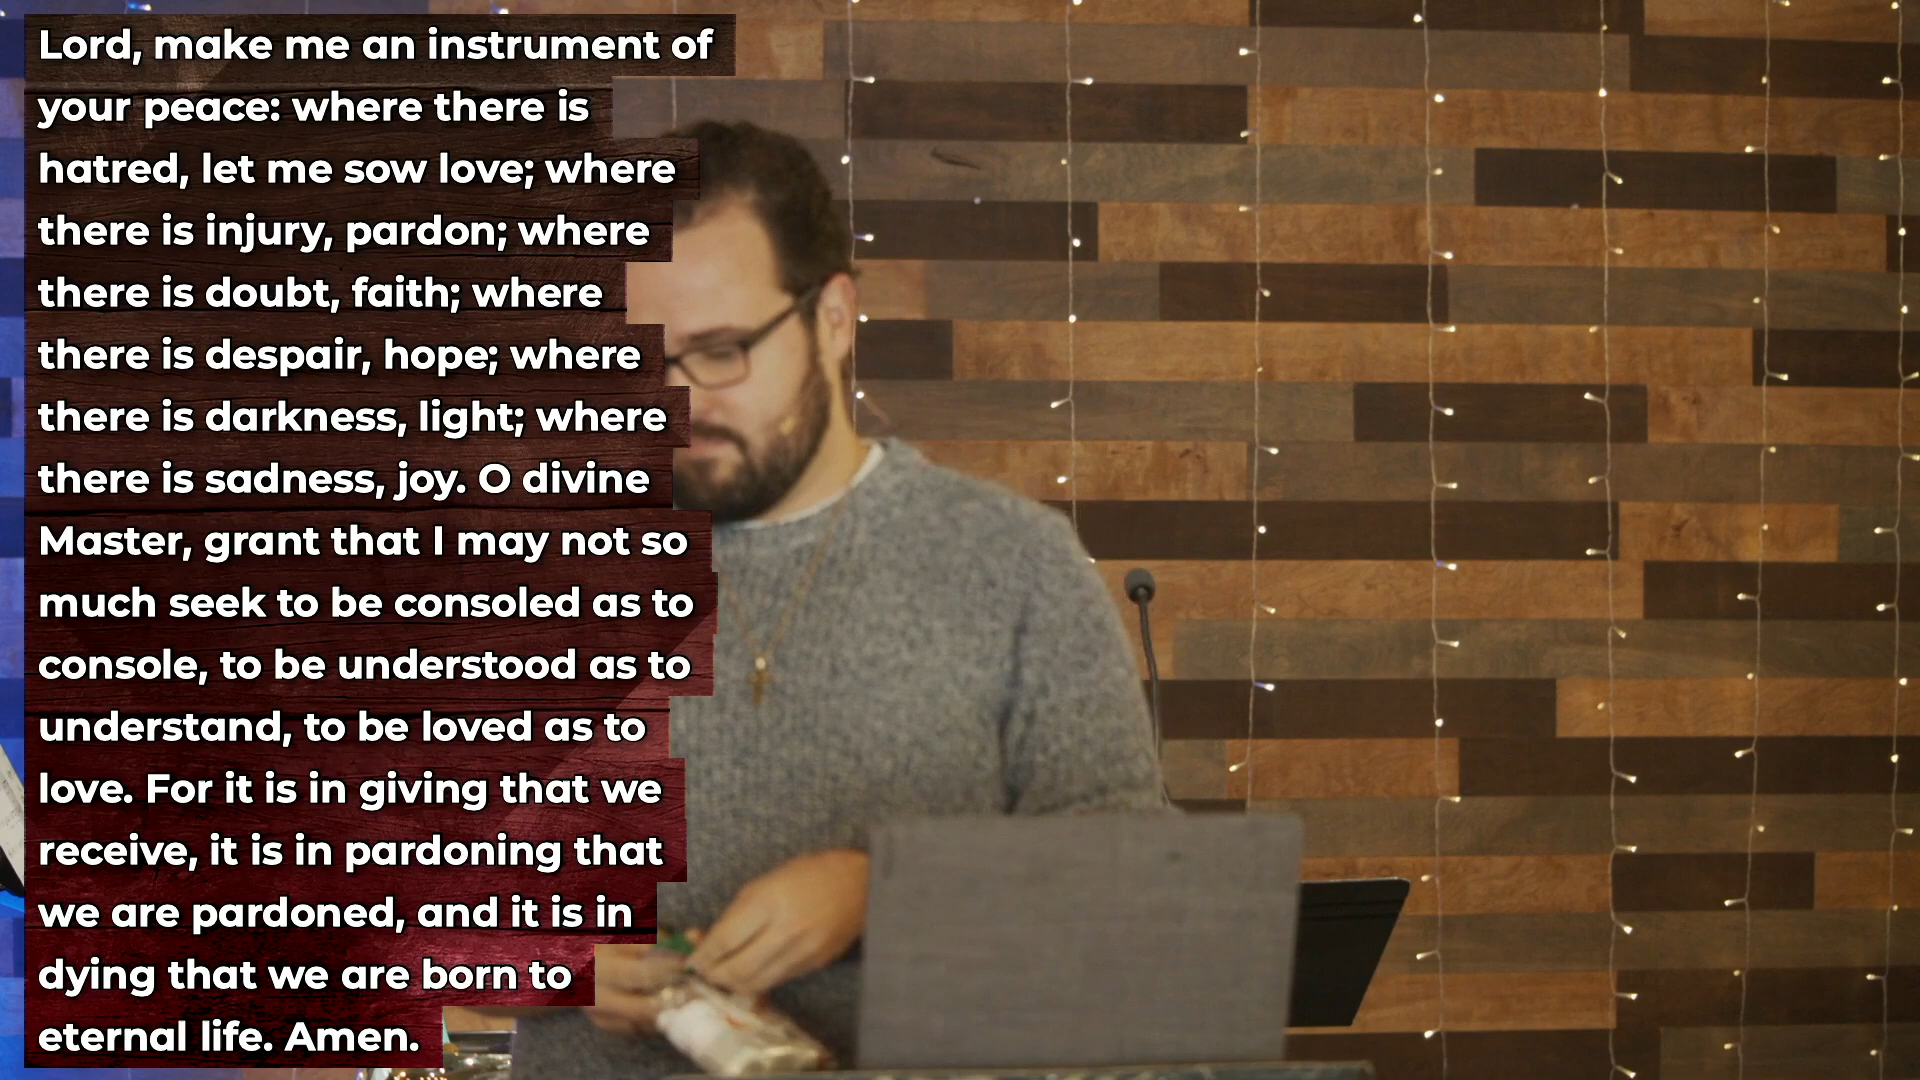 Lord, make me an instrument of
your peace: where there is
hatred, let me sow love; where
there is injury, pardon; where
there is doubt, faith; where
there is despair, hope; where
there is darkness, light; where
there is sadness, joy. O divine
Master, grant that I may not so
much seek to be consoled as to
console, to be understood as to
understand, to be loved as to
love. For it is in giving that we
receive, it is in pardoning that
we are pardoned, and it is in
dying that we are born to
eternal life. Amen.